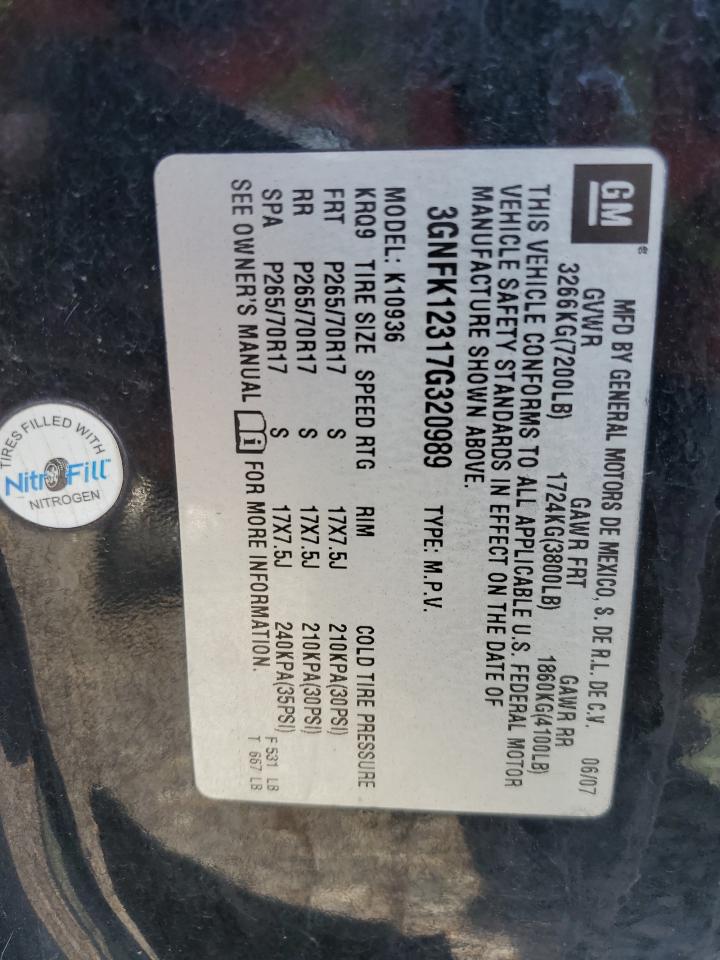 GM
MFD BY GENERAL MOTORS DE MEXICO, S. DE R.L. DE C.V. 06/07
GVWR GAWR FRT GAWR RR
3266KG(7200LB) 1724KG(3800LB) 1860KG(4100LB)
THIS VEHICLE CONFORMS TO ALL APPLICABLE U.S. FEDERAL MOTOR
VEHICLE SAFETY STANDARDS IN EFFECT ON THE DATE OF
MANUFACTURE SHOWN ABOVE.
3GNFK12317G320989 TYPE: M.P.V.
MODEL: K10936
KRQ9 TIRE SIZE SPEED RTG RIM COLD TIRE PRESSURE
FRT P265/70R17 S 17X7.5J 210KPA(30PSI)
RR P265/70R17 S 17X7.5J 210KPA(30PSI)
SPA P265/70R17 S 17X7.5J 240KPA(35PSI)
SEE OWNER'S MANUAL FOR MORE INFORMATION.
F 531 LB
T 667 LB
TIRES FILLED WITH
NitroFill™
NITROGEN